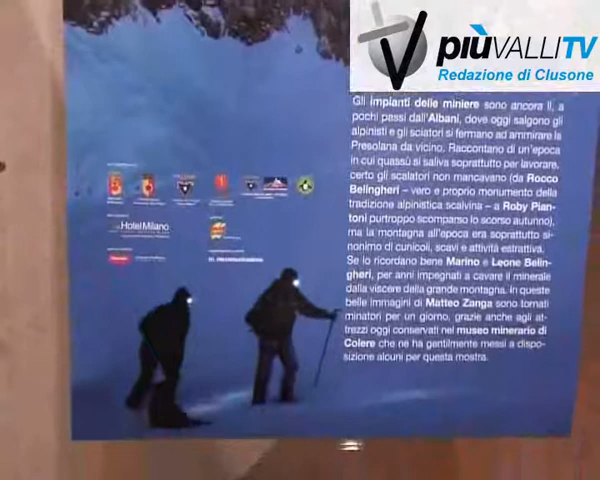 piùVALLITV
Redazione di Clusone
Gli impianti delle miniere sono ancora lì, a
pochi passi dall'Albani, dove oggi salgono gli
alpinisti e gli sciatori si fermano ad ammirare la
Presolana da vicino. Raccontano di un'epoca
in cui quassù si saliva soprattutto per lavorare,
certo gli scalatori non mancavano (da Rocco
Belingheri – vero e proprio monumento della
tradizione alpinistica scalvina – a Roby Pian-
toni purtroppo scomparso lo scorso autunno),
ma la montagna all'epoca era soprattutto si-
nonimo di cunicoli, scavi e attività estrattiva.
Se lo ricordano bene Marino e Leone Belin-
gheri, per anni impegnati a cavare il minerale
dalla viscere della grande montagna. In queste
belle immagini di Matteo Zanga sono tornati
minatori per un giorno, grazie anche agli at-
trezzi oggi conservati nel museo minerario di
Colere che ne ha gentilmente messi a dispo-
sizione alcuni per questa mostra.
HotelMilano